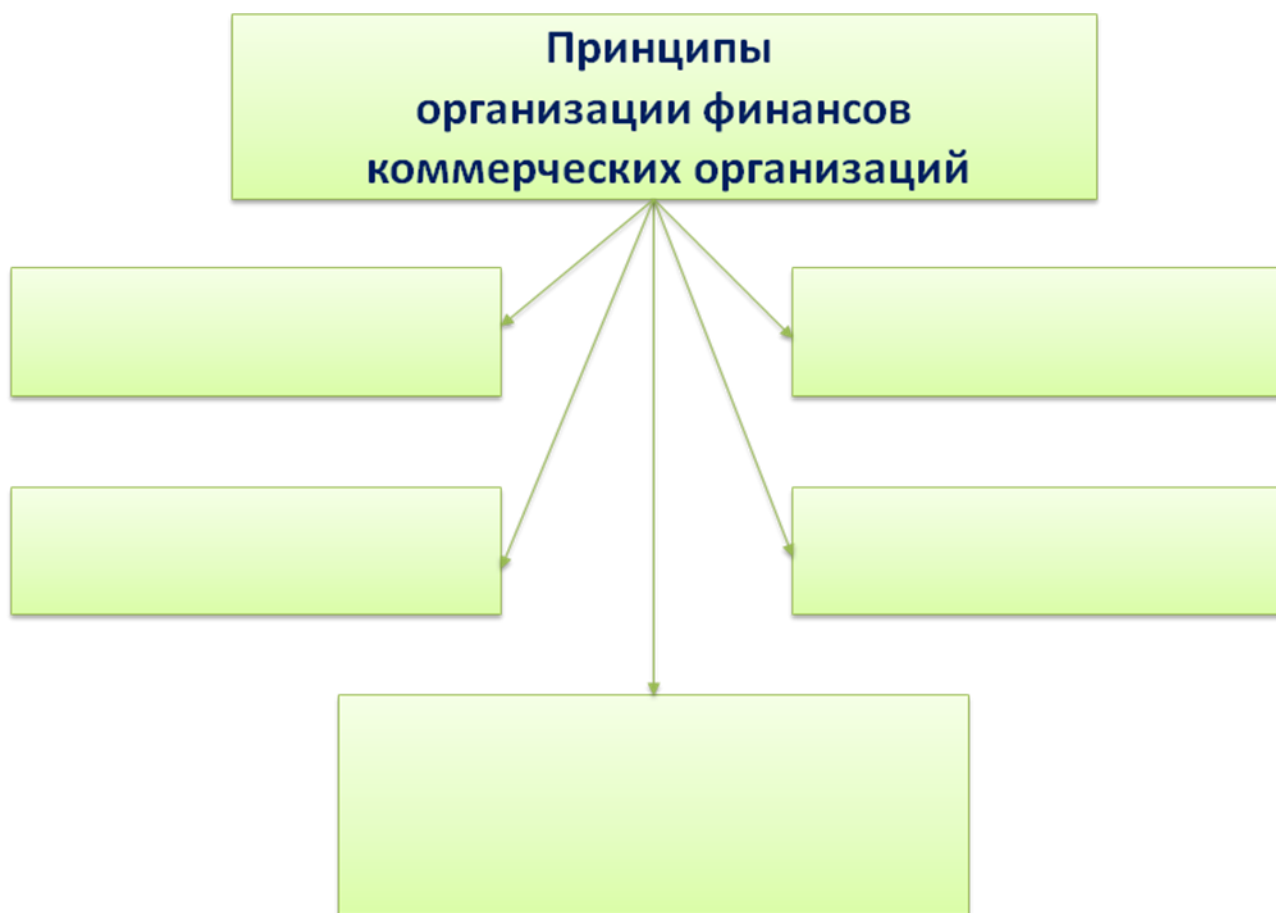 Принципы
организации финансов
коммерческих организаций